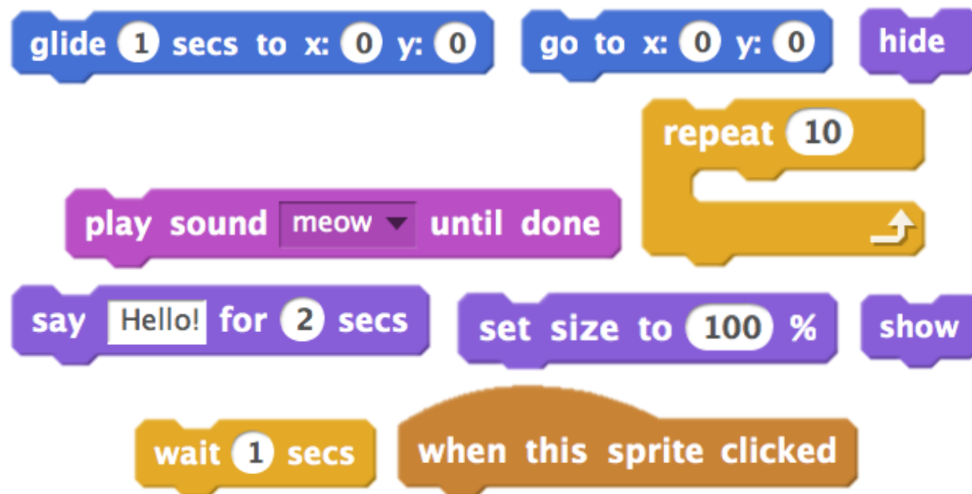 glide 1 secs to x: 0 y: 0
go to x: 0 y: 0
hide
repeat 10
play sound meow until done
say Hello! for 2 secs
set size to 100 %
show
wait 1 secs
when this sprite clicked